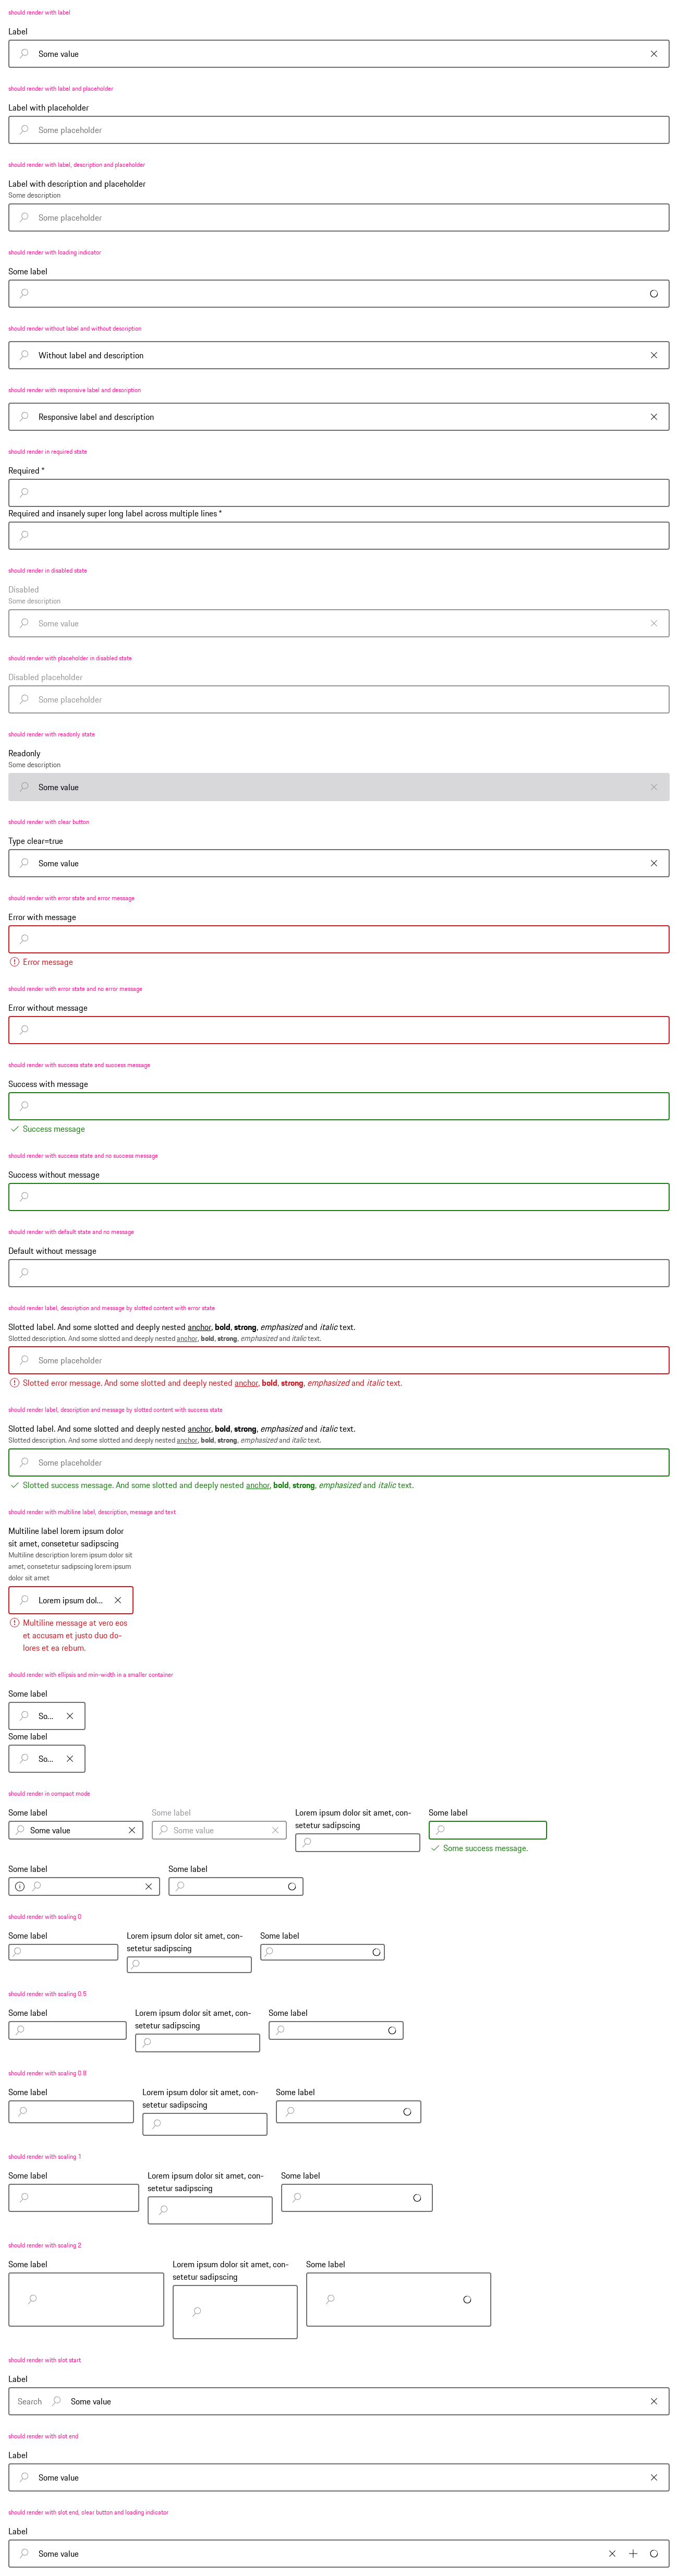 should render with label
Label
Some value
should render with label and placeholder
Label with placeholder
Some placeholder
should render with label, description and placeholder
Label with description and placeholder
Some description
Some placeholder
should render with loading indicator
Some label
should render without label and without description
Without label and description
should render with responsive label and description
Responsive label and description
should render in required state
Required *
Required and insanely super long label across multiple lines *
should render in disabled state
Disabled
Some description
Some value
should render with placeholder in disabled state
Disabled placeholder
Some placeholder
should render with readonly state
Readonly
Some description
Some value
should render with clear button
Type clear=true
Some value
should render with error state and error message
Error with message
Error message
should render with error state and no error message
Error without message
should render with success state and success message
Success with message
Success message
should render with success state and no success message
Success without message
should render with default state and no message
Default without message
should render label, description and message by slotted content with error state
Slotted label. And some slotted and deeply nested anchor, bold, strong, emphasized and italic text.
Slotted description. And some slotted and deeply nested anchor, bold, strong, emphasized and italic text.
Some placeholder
Slotted error message. And some slotted and deeply nested anchor, bold, strong, emphasized and italic text.
should render label, description and message by slotted content with success state
Slotted label. And some slotted and deeply nested anchor, bold, strong, emphasized and italic text.
Slotted description. And some slotted and deeply nested anchor, bold, strong, emphasized and italic text.
Some placeholder
Slotted success message. And some slotted and deeply nested anchor, bold, strong, emphasized and italic text.
should render with multiline label, description, message and text
Multiline label lorem ipsum dolor
sit amet, consetetur sadipscing
Multiline description lorem ipsum dolor sit
amet, consetetur sadipscing lorem ipsum
dolor sit amet
Lorem ipsum dol...
Multiline message at vero eos
et accusam et justo duo do-
lores et ea rebum.
should render with ellipsis and min-width in a smaller container
Some label
So...
Some label
So...
should render in compact mode
Some label
Some value
Some label
Some value
Lorem ipsum dolor sit amet, con-
setetur sadipscing
Some label
Some success message.
Some label
Some label
should render with scaling 0
Some label
Lorem ipsum dolor sit amet, con-
setetur sadipscing
Some label
should render with scaling 0.5
Some label
Lorem ipsum dolor sit amet, con-
setetur sadipscing
Some label
should render with scaling 0.8
Some label
Lorem ipsum dolor sit amet, con-
setetur sadipscing
Some label
should render with scaling 1
Some label
Lorem ipsum dolor sit amet, con-
setetur sadipscing
Some label
should render with scaling 2
Some label
Lorem ipsum dolor sit amet, con-
setetur sadipscing
Some label
should render with slot start
Label
Search Some value
should render with slot end
Label
Some value
should render with slot end, clear button and loading indicator
Label
Some value